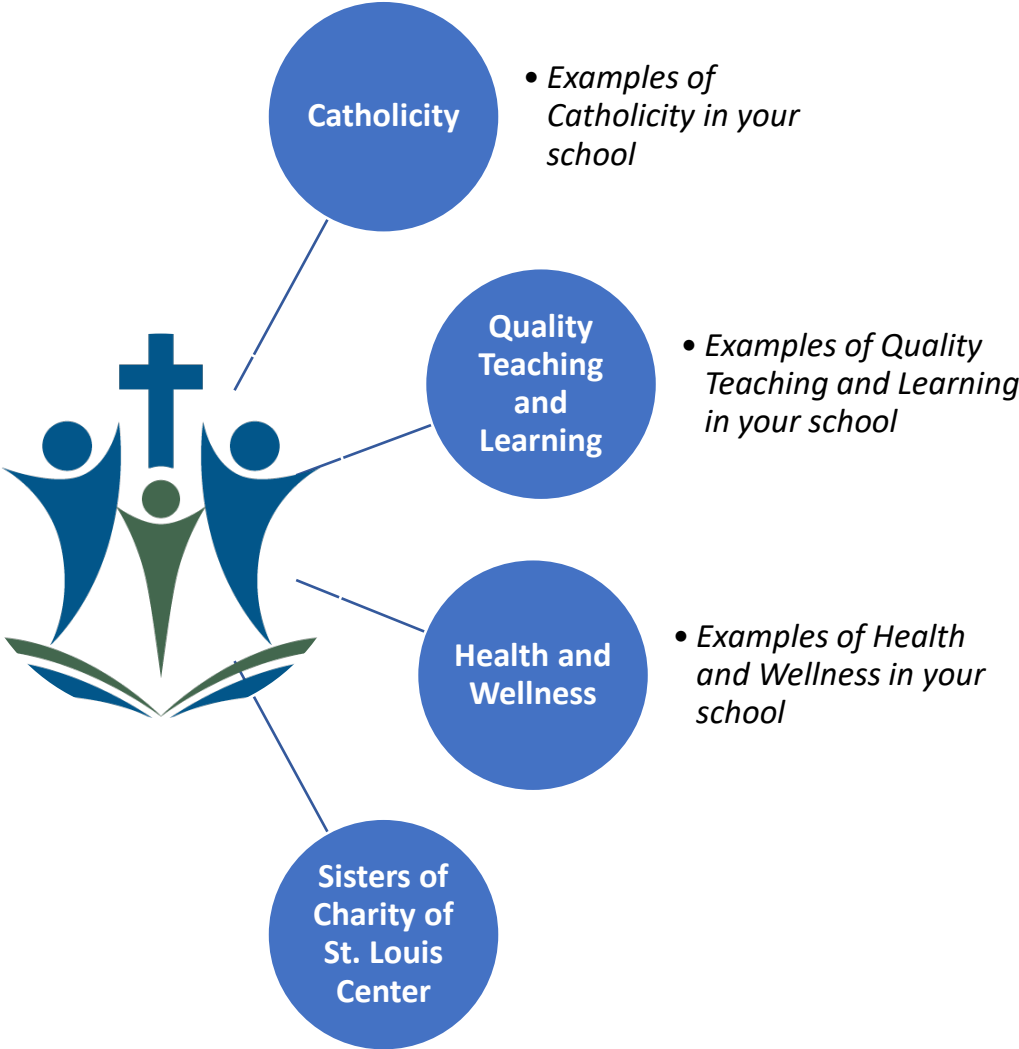 Catholicity
• Examples of
Catholicity in your
school
Quality
Teaching
and
Learning
• Examples of Quality
Teaching and Learning
in your school
Health and
Wellness
• Examples of Health
and Wellness in your
school
Sisters of
Charity of
St. Louis
Center